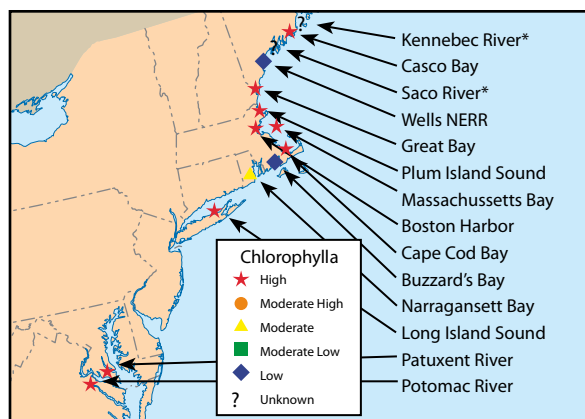 ?
?
Kennebec River*
Casco Bay
Saco River*
Wells NERR
Great Bay
Plum Island Sound
Massachussetts Bay
Boston Harbor
Cape Cod Bay
Buzzard's Bay
Narragansett Bay
Long Island Sound
Patuxent River
Potomac River
Chlorophylla
High
Moderate High
Moderate
Moderate Low
Low
? Unknown